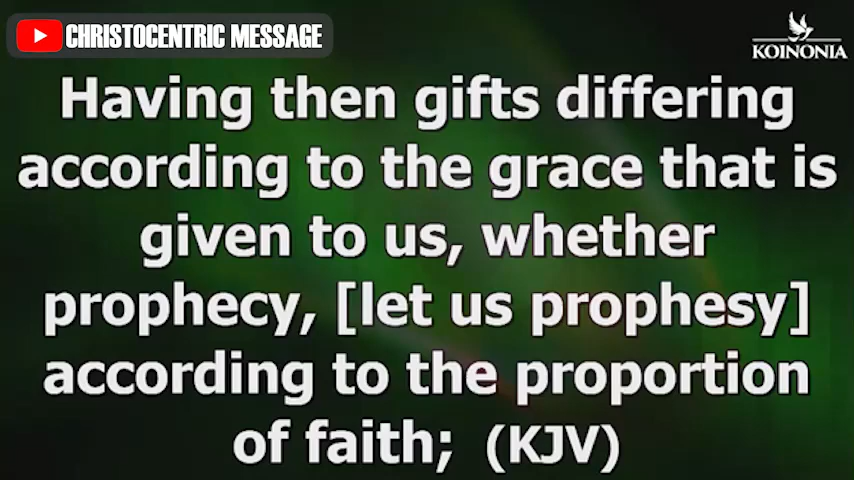 CHRISTOCENTRIC MESSAGE
KOINONIA
Having then gifts differing
according to the grace that is
given to us, whether
prophecy, [let us prophesy]
according to the proportion
of faith; (KJV)